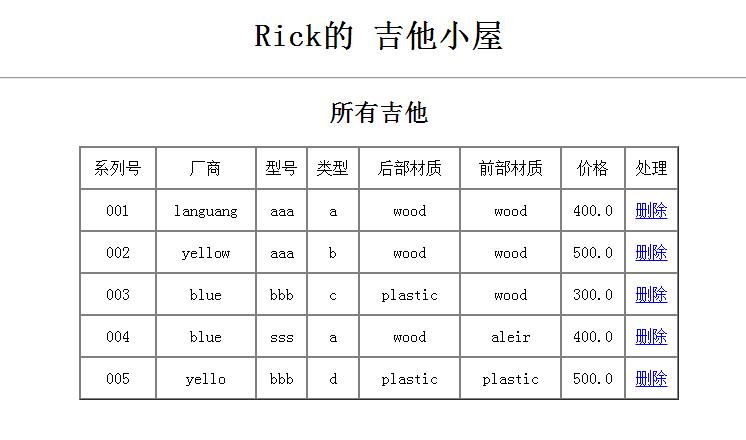 Rick的 吉他小屋
所有吉他
系列号 厂商 型号 类型 后部材质 前部材质 价格 处理
001 languang aaa a wood wood 400.0 删除
002 yellow aaa b wood wood 500.0 删除
003 blue bbb c plastic wood 300.0 删除
004 blue sss a wood aleir 400.0 删除
005 yello bbb d plastic plastic 500.0 删除